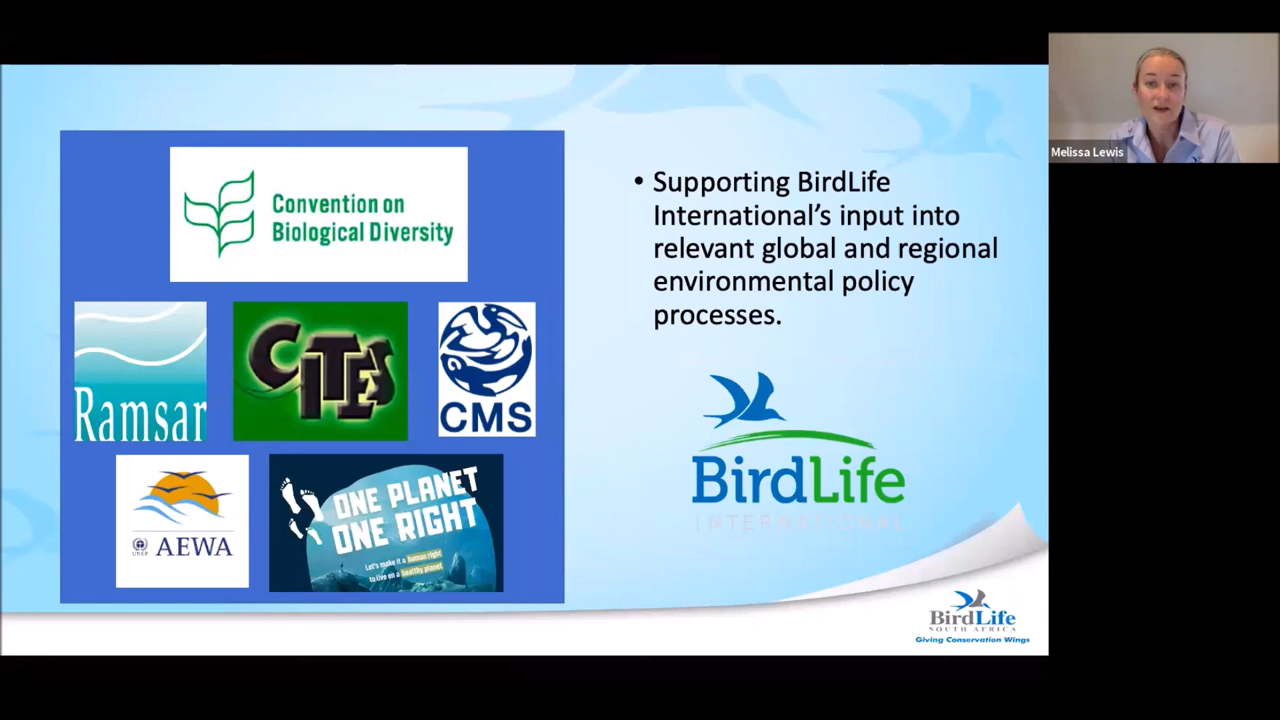 Convention on
Biological Diversity
Ramsar
CITES
CMS
UNEP
AEWA
ONE PLANET
ONE RIGHT
Let's make it a human right
to live on a healthy planet.
• Supporting BirdLife
International's input into
relevant global and regional
environmental policy
processes.
BirdLife
INTERNATIONAL
BirdLife
SOUTH AFRICA
Giving Conservation Wings
Melissa Lewis